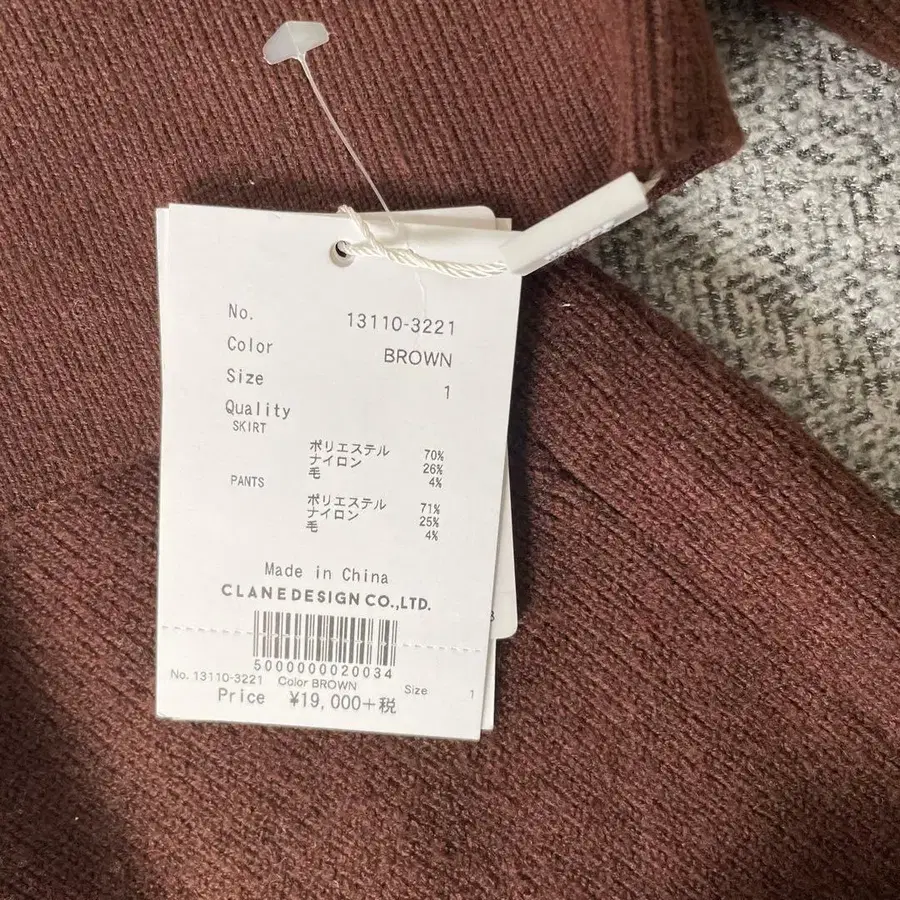 No. 13110-3221
Color BROWN
Size 1
Quality
SKIRT
ポリエステル 70%
ナイロン 26%
毛 4%
PANTS
ポリエステル 71%
ナイロン 25%
毛 4%
Made in China
CLANEDESIGN CO.,LTD.
5000000020034
No. 13110-3221 Color BROWN Size 1
Price ¥19,000+税